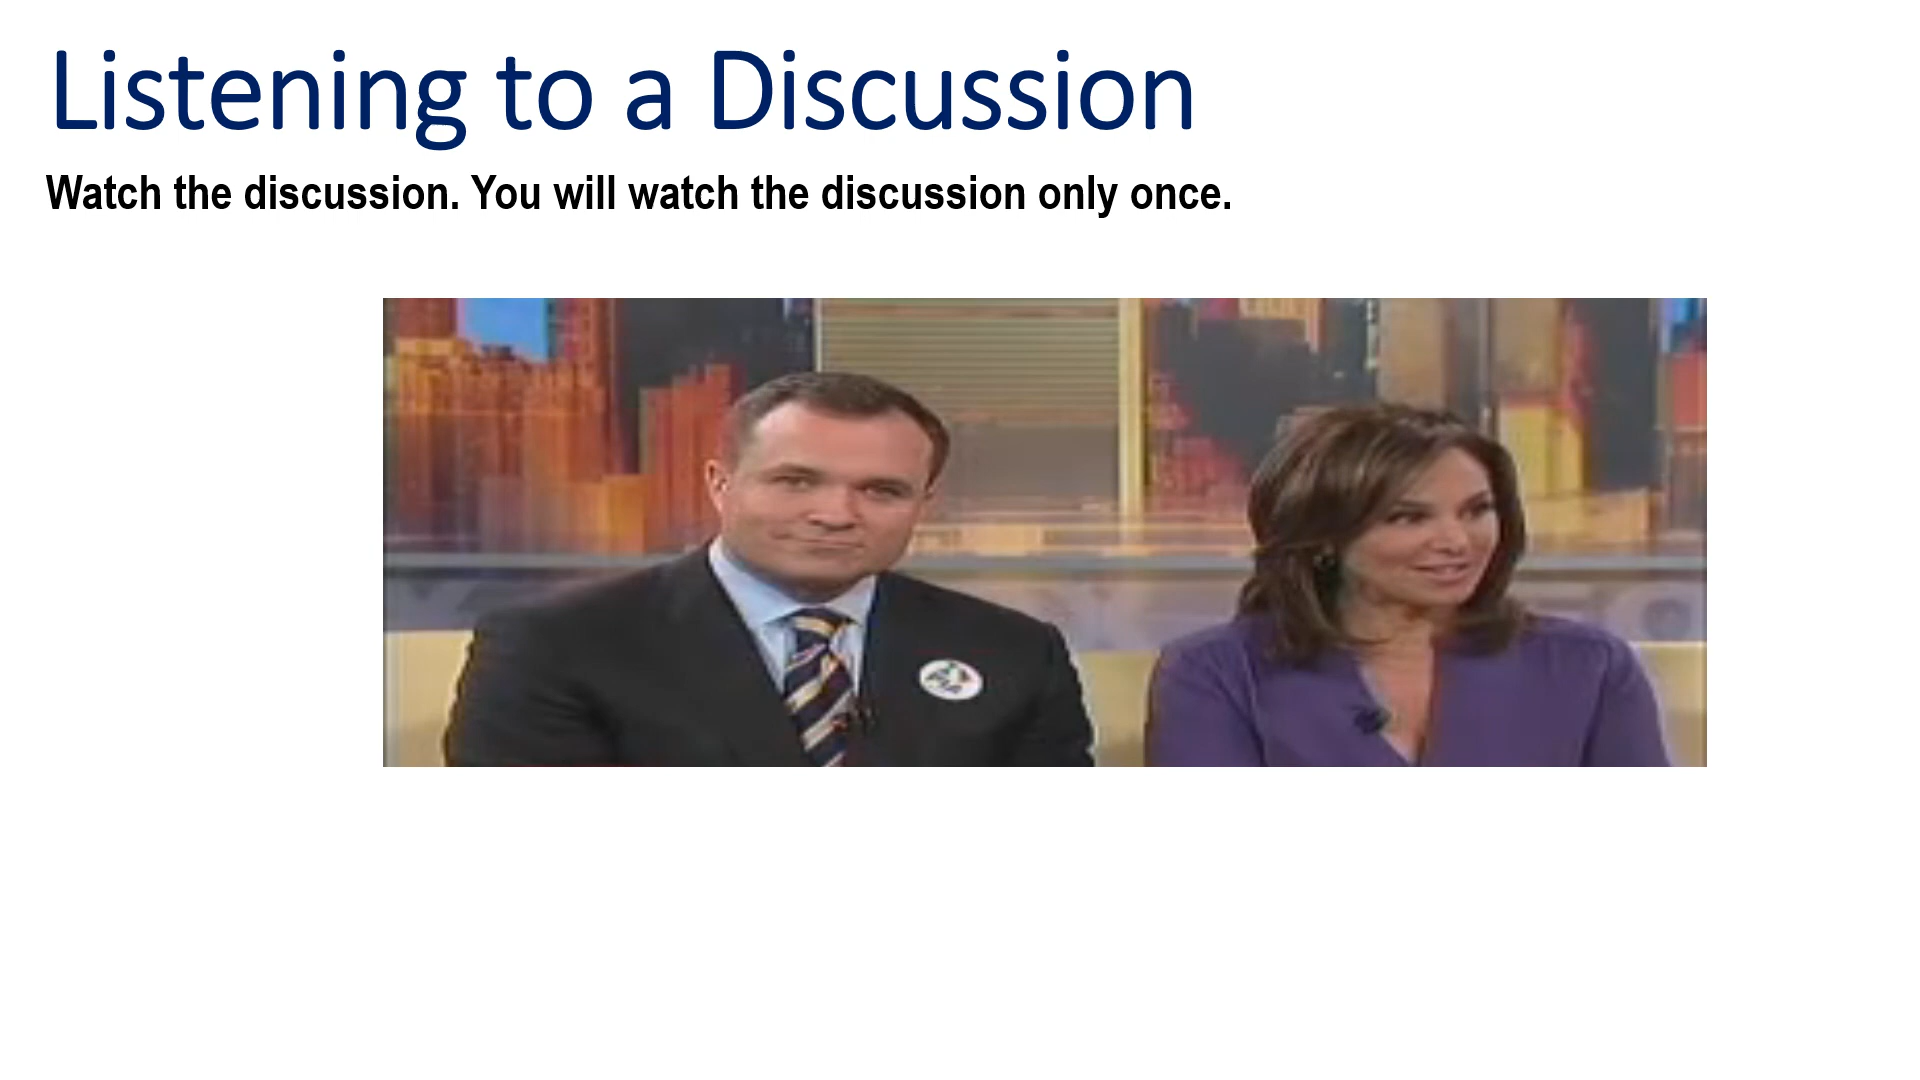 Listening to a Discussion
Watch the discussion. You will watch the discussion only once.